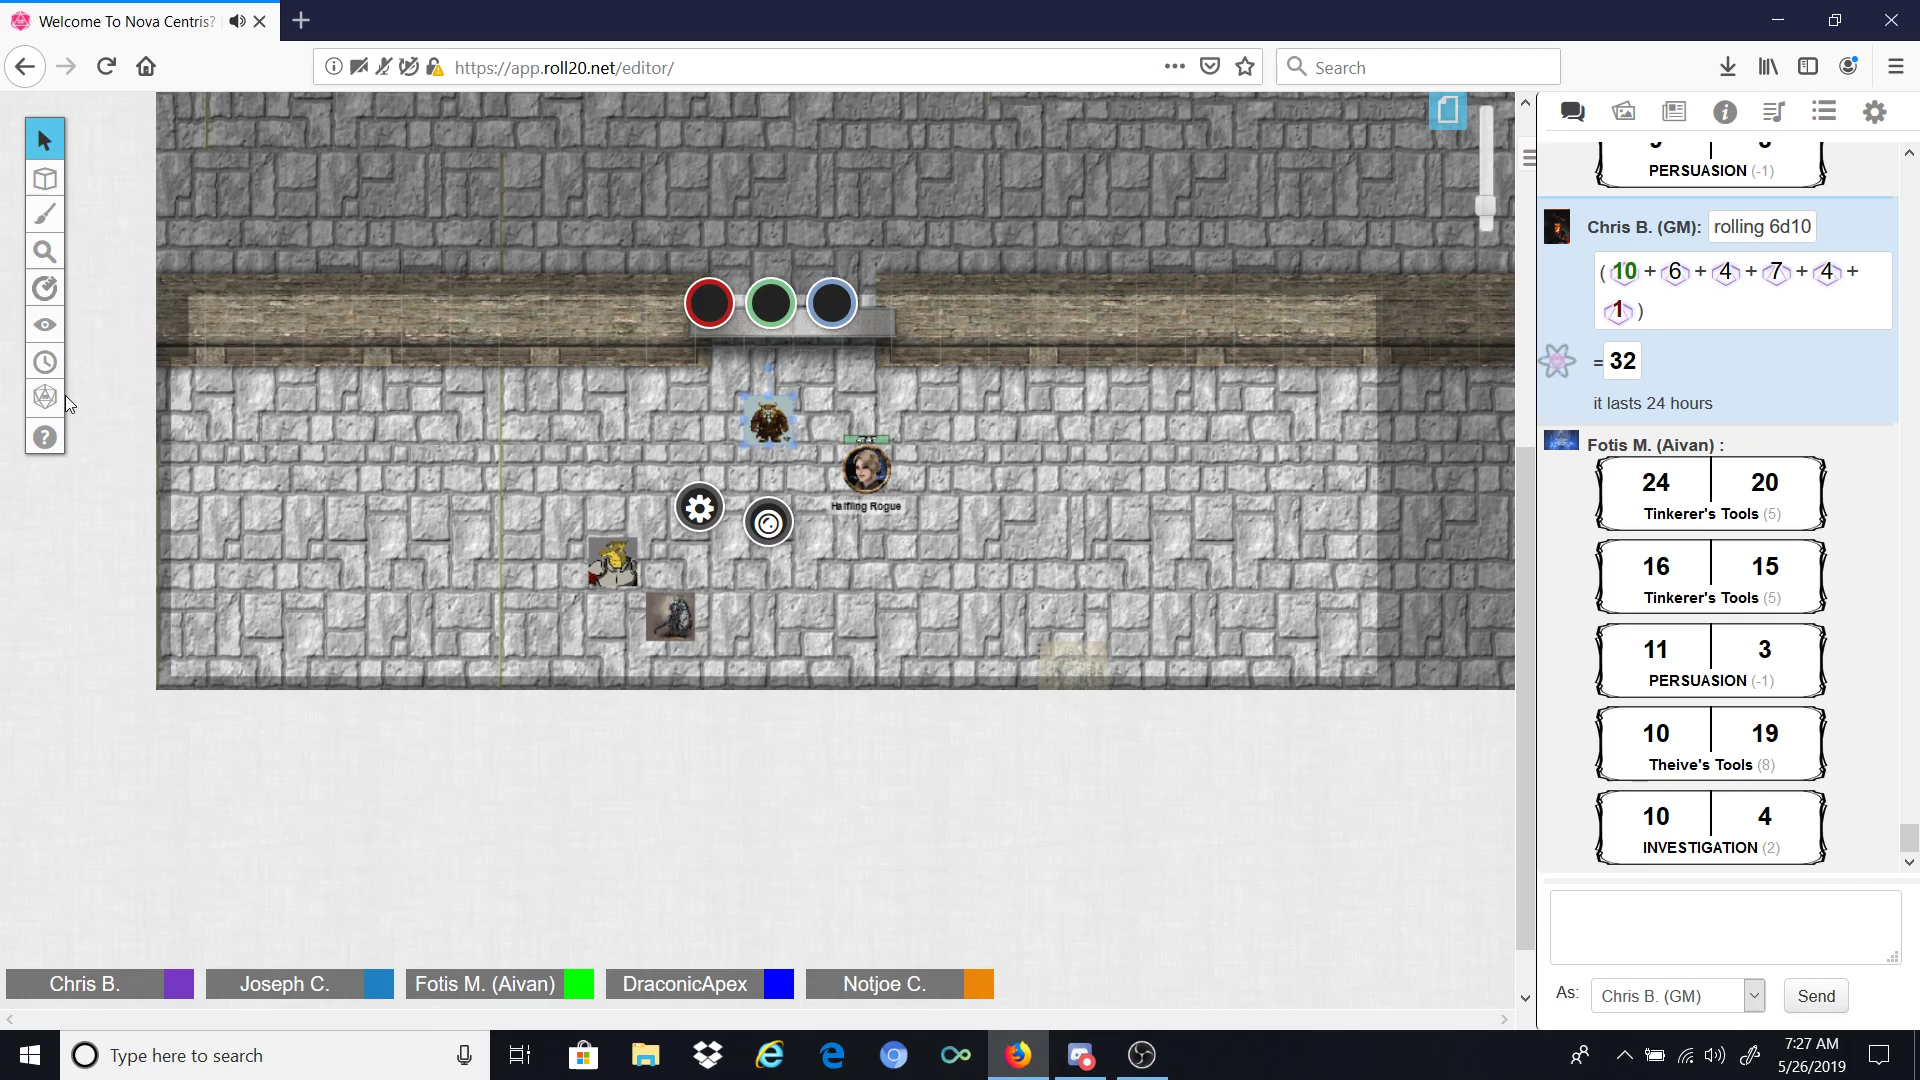 Welcome To Nova Centris?
https://app.roll20.net/editor/
Search
Halfling Rogue
PERSUASION (-1)
Chris B. (GM): rolling 6d10
(10+6+4+7+4+
1)
=32
it lasts 24 hours
Fotis M. (Aivan) :
24 20
Tinkerer's Tools (5)
16 15
Tinkerer's Tools (5)
11 3
PERSUASION (-1)
10 19
Theive's Tools (8)
10 4
INVESTIGATION (2)
As: Chris B. (GM) Send
Chris B. Joseph C. Fotis M. (Aivan) DraconicApex Notjoe C.
Type here to search
7:27 AM
5/26/2019